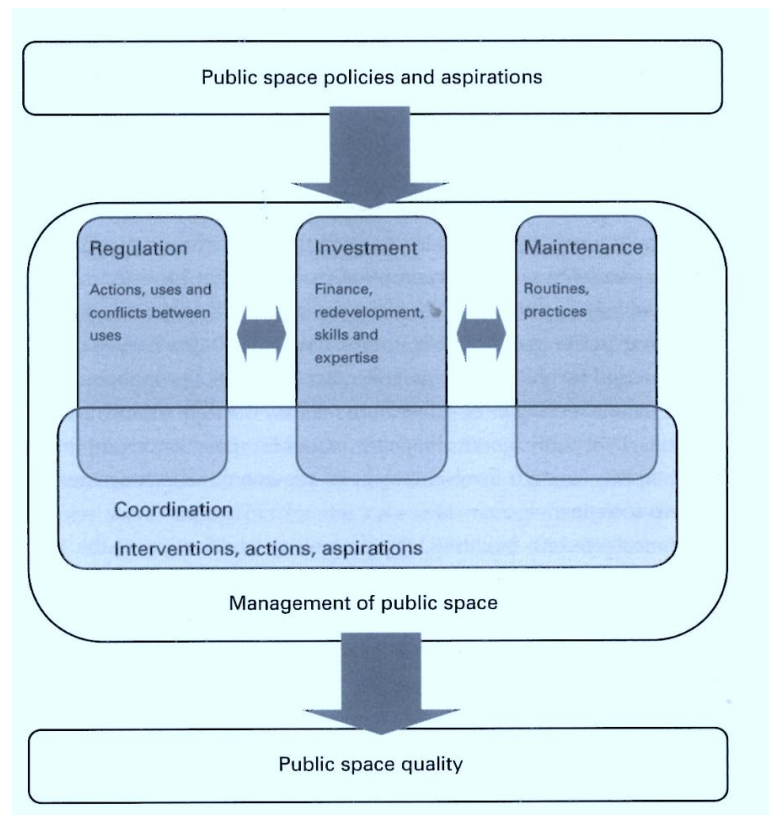 Public space policies and aspirations
Regulation
Actions, uses and
conflicts between
uses
Investment
Finance,
redevelopment,
skills and
expertise
Maintenance
Routines,
practices
Coordination
Interventions, actions, aspirations
Management of public space
Public space quality